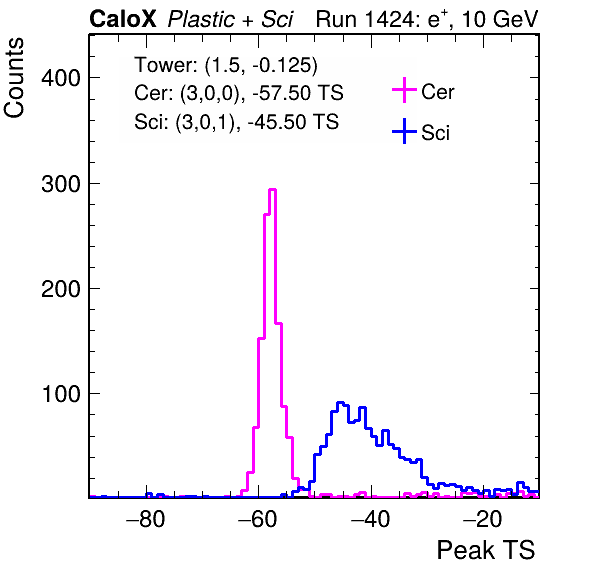 CaloX Plastic + Sci Run 1424: e⁺, 10 GeV
Counts
Tower: (1.5, -0.125)
Cer: (3,0,0), -57.50 TS
Sci: (3,0,1), -45.50 TS
Cer
Sci
400
300
200
100
−80 −60 −40 −20
Peak TS